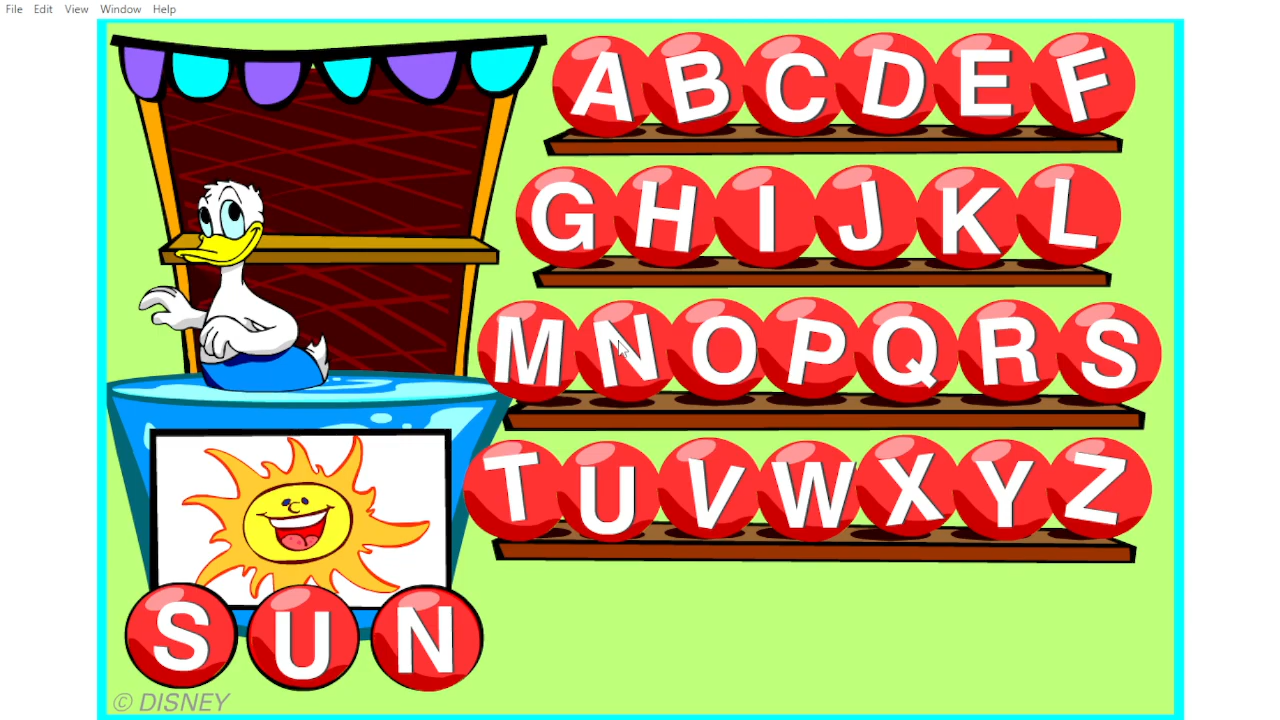 File Edit View Window Help
A B C D E F
G H I J K L
M N O P Q R S
T U V W X Y Z
S U N
© DISNEY